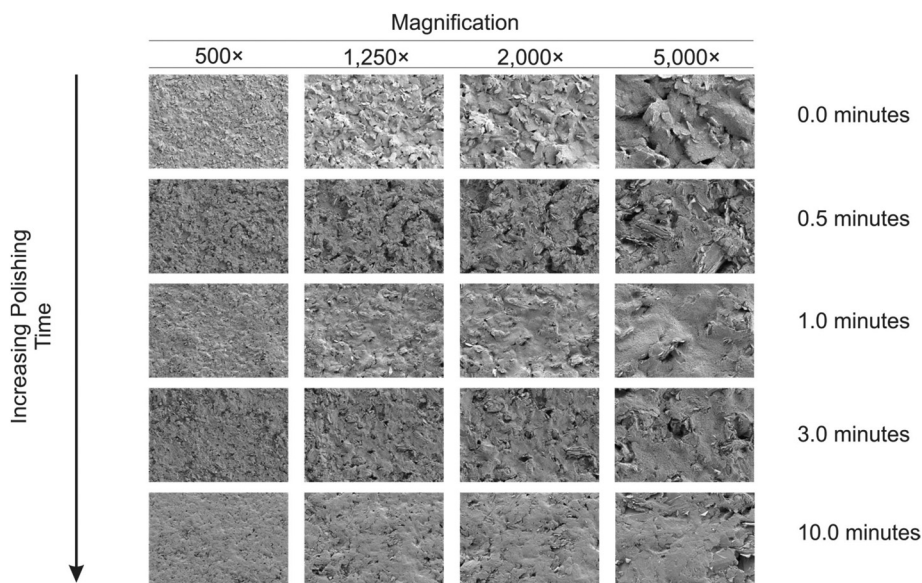 Magnification
500× 1,250× 2,000× 5,000×
0.0 minutes
0.5 minutes
1.0 minutes
3.0 minutes
10.0 minutes
Increasing Polishing
Time